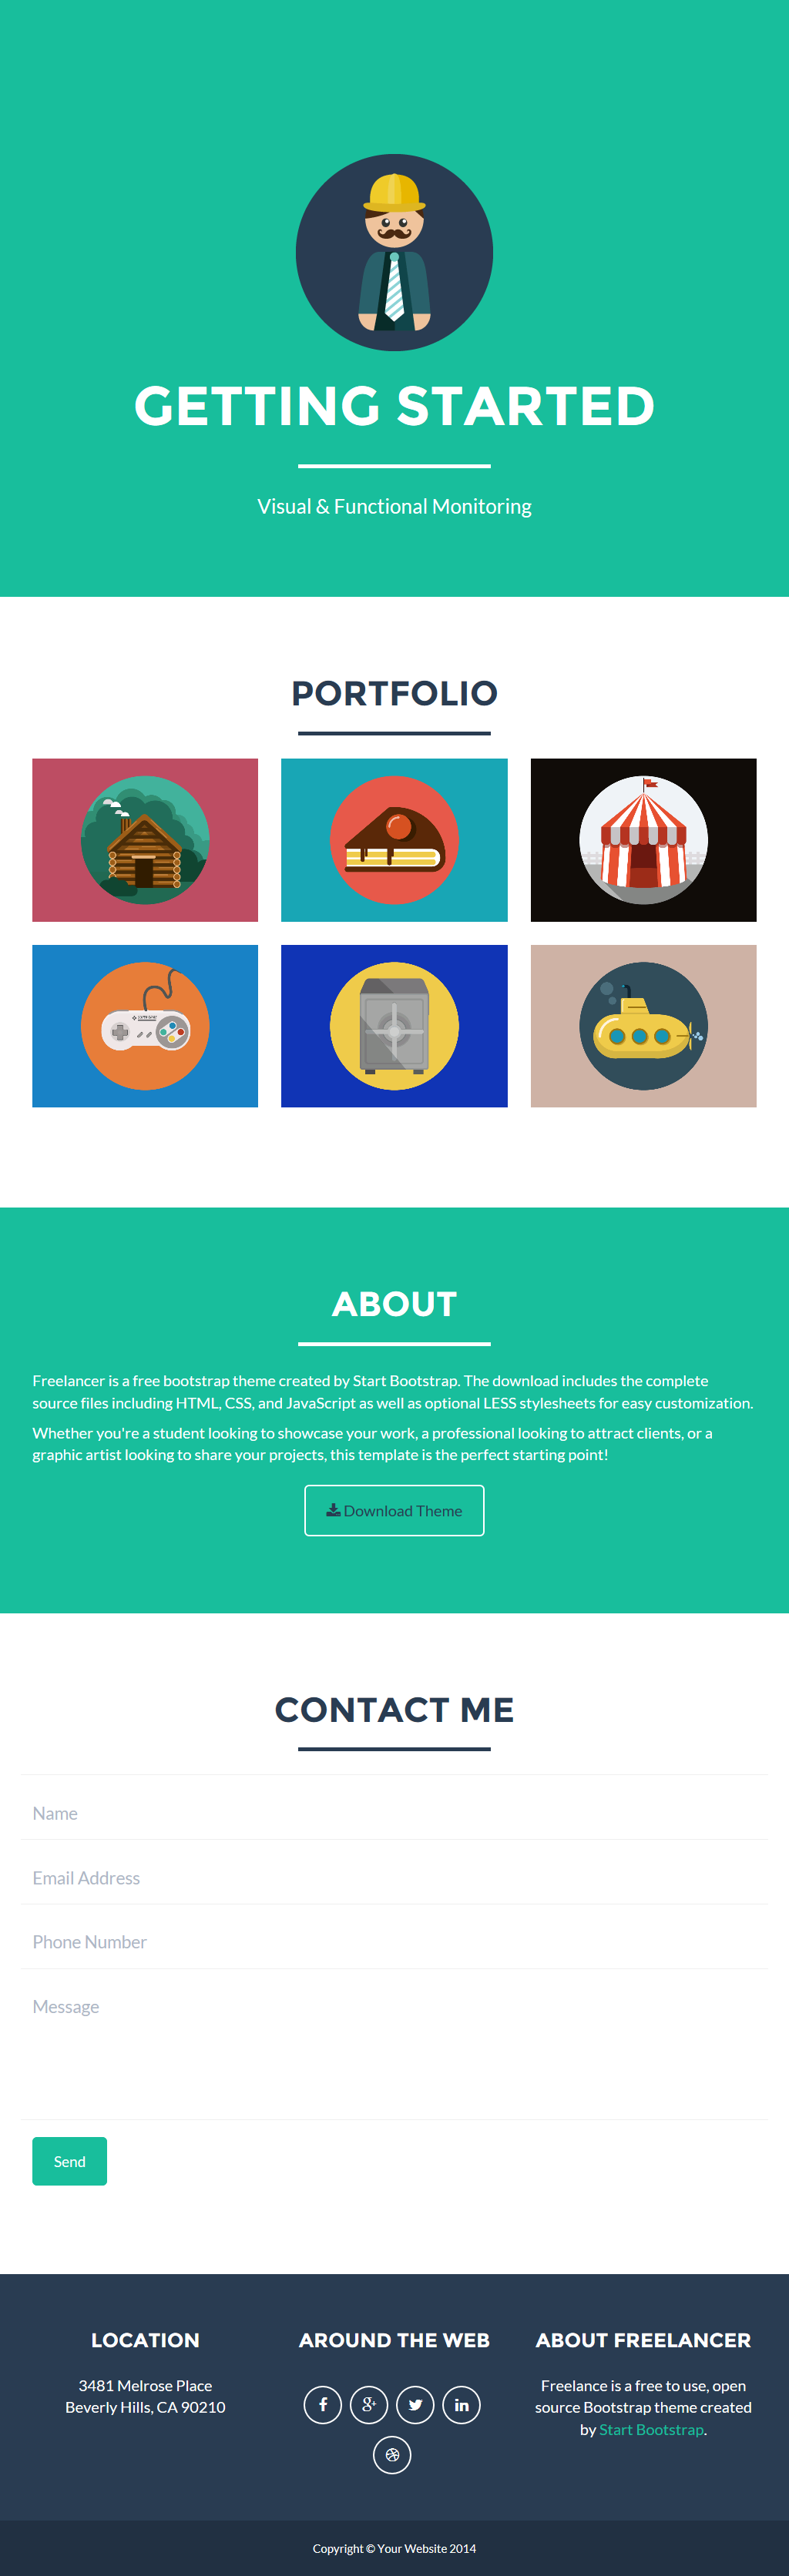 GETTING STARTED
Visual & Functional Monitoring
PORTFOLIO
ABOUT
Freelancer is a free bootstrap theme created by Start Bootstrap. The download includes the complete
source files including HTML, CSS, and JavaScript as well as optional LESS stylesheets for easy customization.
Whether you're a student looking to showcase your work, a professional looking to attract clients, or a
graphic artist looking to share your projects, this template is the perfect starting point!
Download Theme
CONTACT ME
Name
Email Address
Phone Number
Message
Send
LOCATION
3481 Melrose Place
Beverly Hills, CA 90210
AROUND THE WEB
ABOUT FREELANCER
Freelance is a free to use, open
source Bootstrap theme created
by Start Bootstrap.
Copyright © Your Website 2014